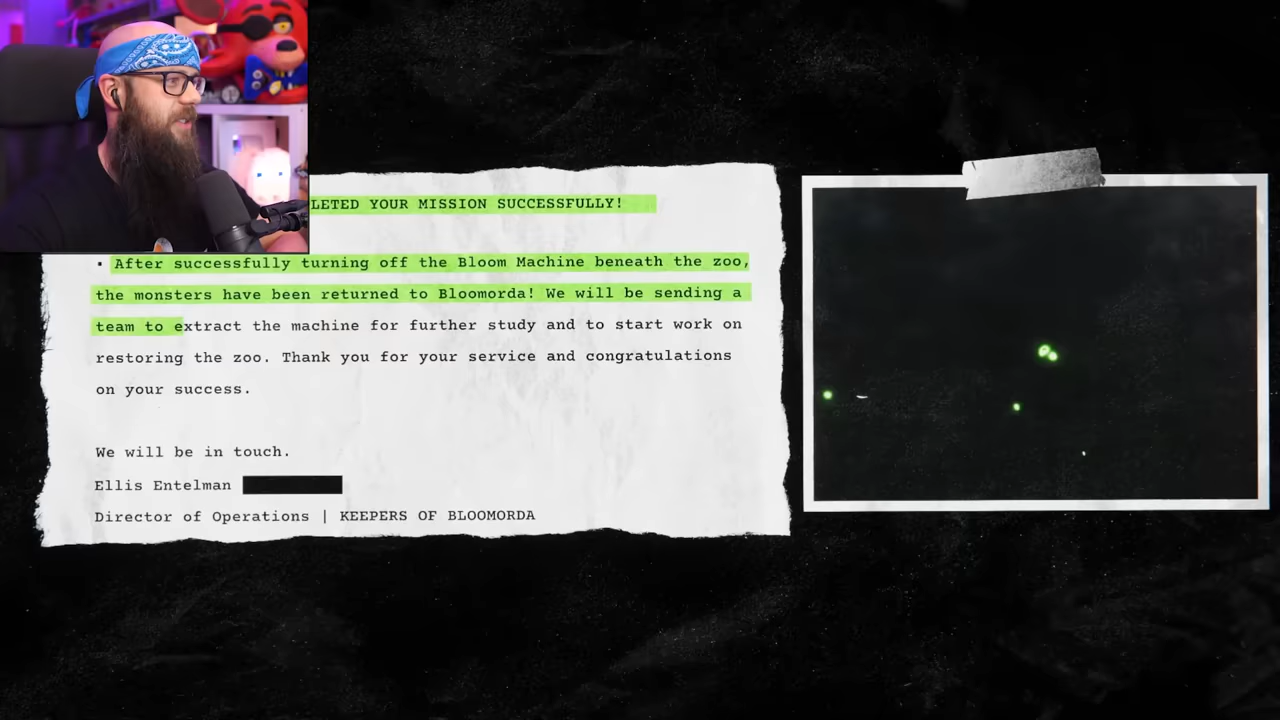 LETED YOUR MISSION SUCCESSFULLY!
· After successfully turning off the Bloom Machine beneath the zoo,
the monsters have been returned to Bloomorda! We will be sending a
team to extract the machine for further study and to start work on
restoring the zoo. Thank you for your service and congratulations
on your success.
We will be in touch.
Ellis Entelman
Director of Operations | KEEPERS OF BLOOMORDA